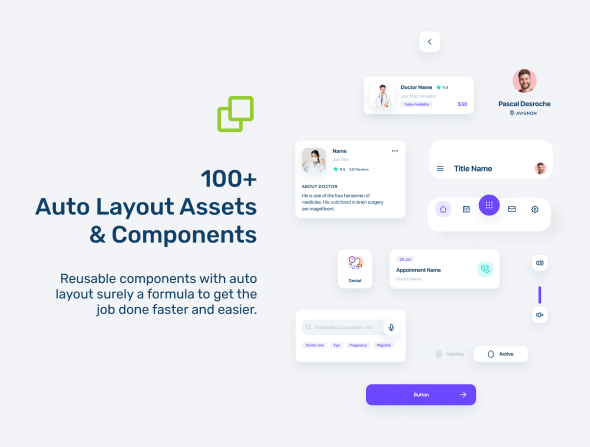 100+
Auto Layout Assets
& Components
Reusable components with auto
layout surely a formula to get the
job done faster and easier.
Doctor Name 4.5
Job Title | Hospital
Today Available
$30
Pascal Desroche
AVIGNON
Name
Job Title
4.5 230 Reviews
ABOUT DOCTOR
He is one of the four horsemen of
medicine. His cold hand in brain surgery
are magnificent.
Title Name
Dental
20 Jan
Appoinment Name
Doctor Name
Search doctor, symptom, etc
Dental care Eye Pregnancy Migraine
Inactive Active
Button